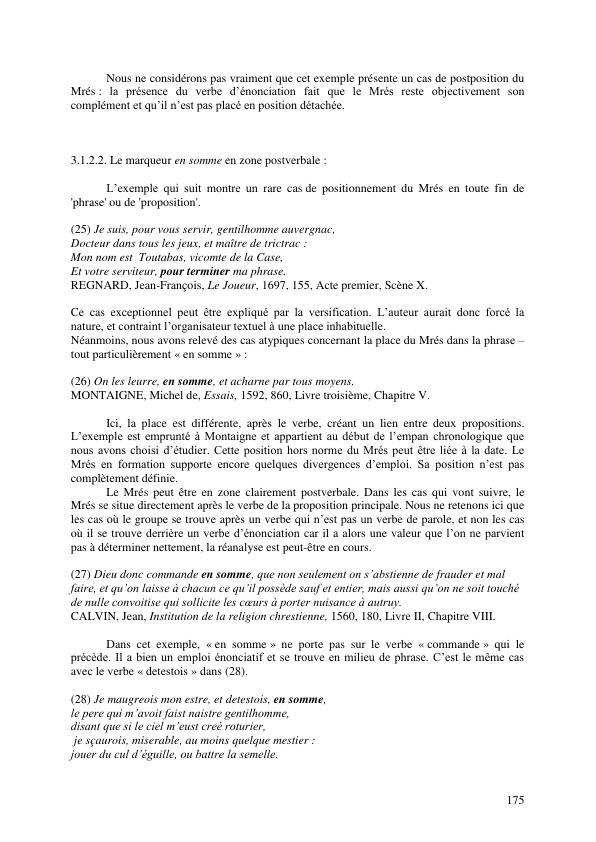 Nous ne considérons pas vraiment que cet exemple présente un cas de postposition du
Mrés : la présence du verbe d’énonciation fait que le Mrés reste objectivement son
complément et qu’il n’est pas placé en position détachée.
3.1.2.2. Le marqueur en somme en zone postverbale :
L’exemple qui suit montre un rare cas de positionnement du Mrés en toute fin de
'phrase' ou de 'proposition'.
(25) Je suis, pour vous servir, gentilhomme auvergnac,
Docteur dans tous les jeux, et maître de trictrac :
Mon nom est Toutabas, vicomte de la Case,
Et votre serviteur, pour terminer ma phrase.
REGNARD, Jean-François, Le Joueur, 1697, 155, Acte premier, Scène X.
Ce cas exceptionnel peut être expliqué par la versification. L’auteur aurait donc forcé la
nature, et contraint l’organisateur textuel à une place inhabituelle.
Néanmoins, nous avons relevé des cas atypiques concernant la place du Mrés dans la phrase –
tout particulièrement « en somme » :
(26) On les leurre, en somme, et acharne par tous moyens.
MONTAIGNE, Michel de, Essais, 1592, 860, Livre troisième, Chapitre V.
Ici, la place est différente, après le verbe, créant un lien entre deux propositions.
L’exemple est emprunté à Montaigne et appartient au début de l’empan chronologique que
nous avons choisi d’étudier. Cette position hors norme du Mrés peut être liée à la date. Le
Mrés en formation supporte encore quelques divergences d’emploi. Sa position n’est pas
complètement définie.
Le Mrés peut être en zone clairement postverbale. Dans les cas qui vont suivre, le
Mrés se situe directement après le verbe de la proposition principale. Nous ne retenons ici que
les cas où le groupe se trouve après un verbe qui n’est pas un verbe de parole, et non les cas
où il se trouve derrière un verbe d’énonciation car il a alors une valeur que l’on ne parvient
pas à déterminer nettement, la réanalyse est peut-être en cours.
(27) Dieu donc commande en somme, que non seulement on s’abstienne de frauder et mal
faire, et qu’on laisse à chacun ce qu’il possède sauf et entier, mais aussi qu’on ne soit touché
de nulle convoitise qui sollicite les cœurs à porter nuisance à autruy.
CALVIN, Jean, Institution de la religion chrestienne, 1560, 180, Livre II, Chapitre VIII.
Dans cet exemple, « en somme » ne porte pas sur le verbe « commande » qui le
précède. Il a bien un emploi énonciatif et se trouve en milieu de phrase. C’est le même cas
avec le verbe « detestois » dans (28).
(28) Je maugreois mon estre, et detestois, en somme,
le pere qui m’avoit faist naistre gentilhomme,
disant que si le ciel m’eust creé roturier,
je sçaurois, miserable, au moins quelque mestier :
jouer du cul d’éguille, ou battre la semelle.
175